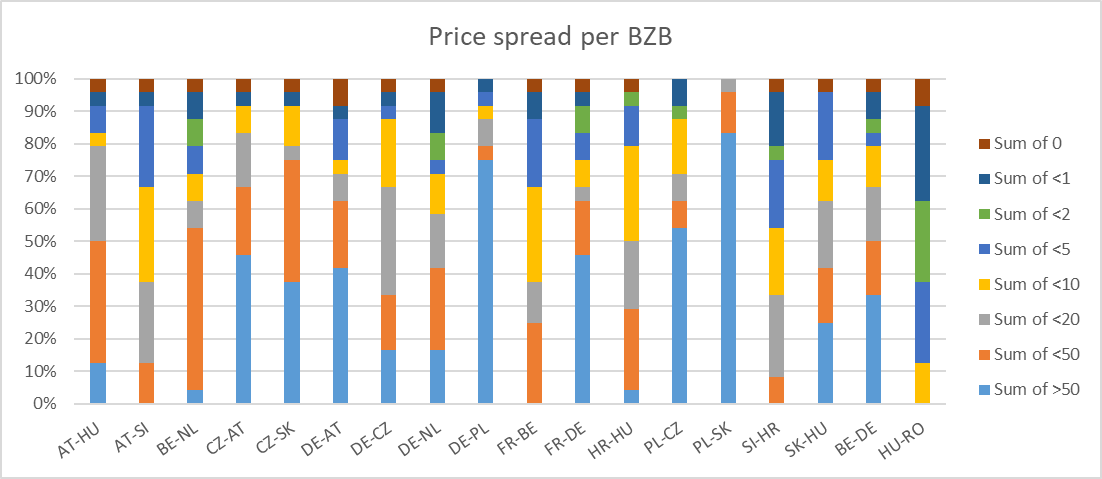 Price spread per BZB
100%
90%
80%
70%
60%
50%
40%
30%
20%
10%
0%
AT-HU
AT-SI
BE-NL
CZ-AT
CZ-SK
DE-AT
DE-CZ
DE-NL
DE-PL
FR-BE
FR-DE
HR-HU
PL-CZ
PL-SK
SI-HR
SK-HU
BE-DE
HU-RO
Sum of 0
Sum of <1
Sum of <2
Sum of <5
Sum of <10
Sum of <20
Sum of <50
Sum of >50